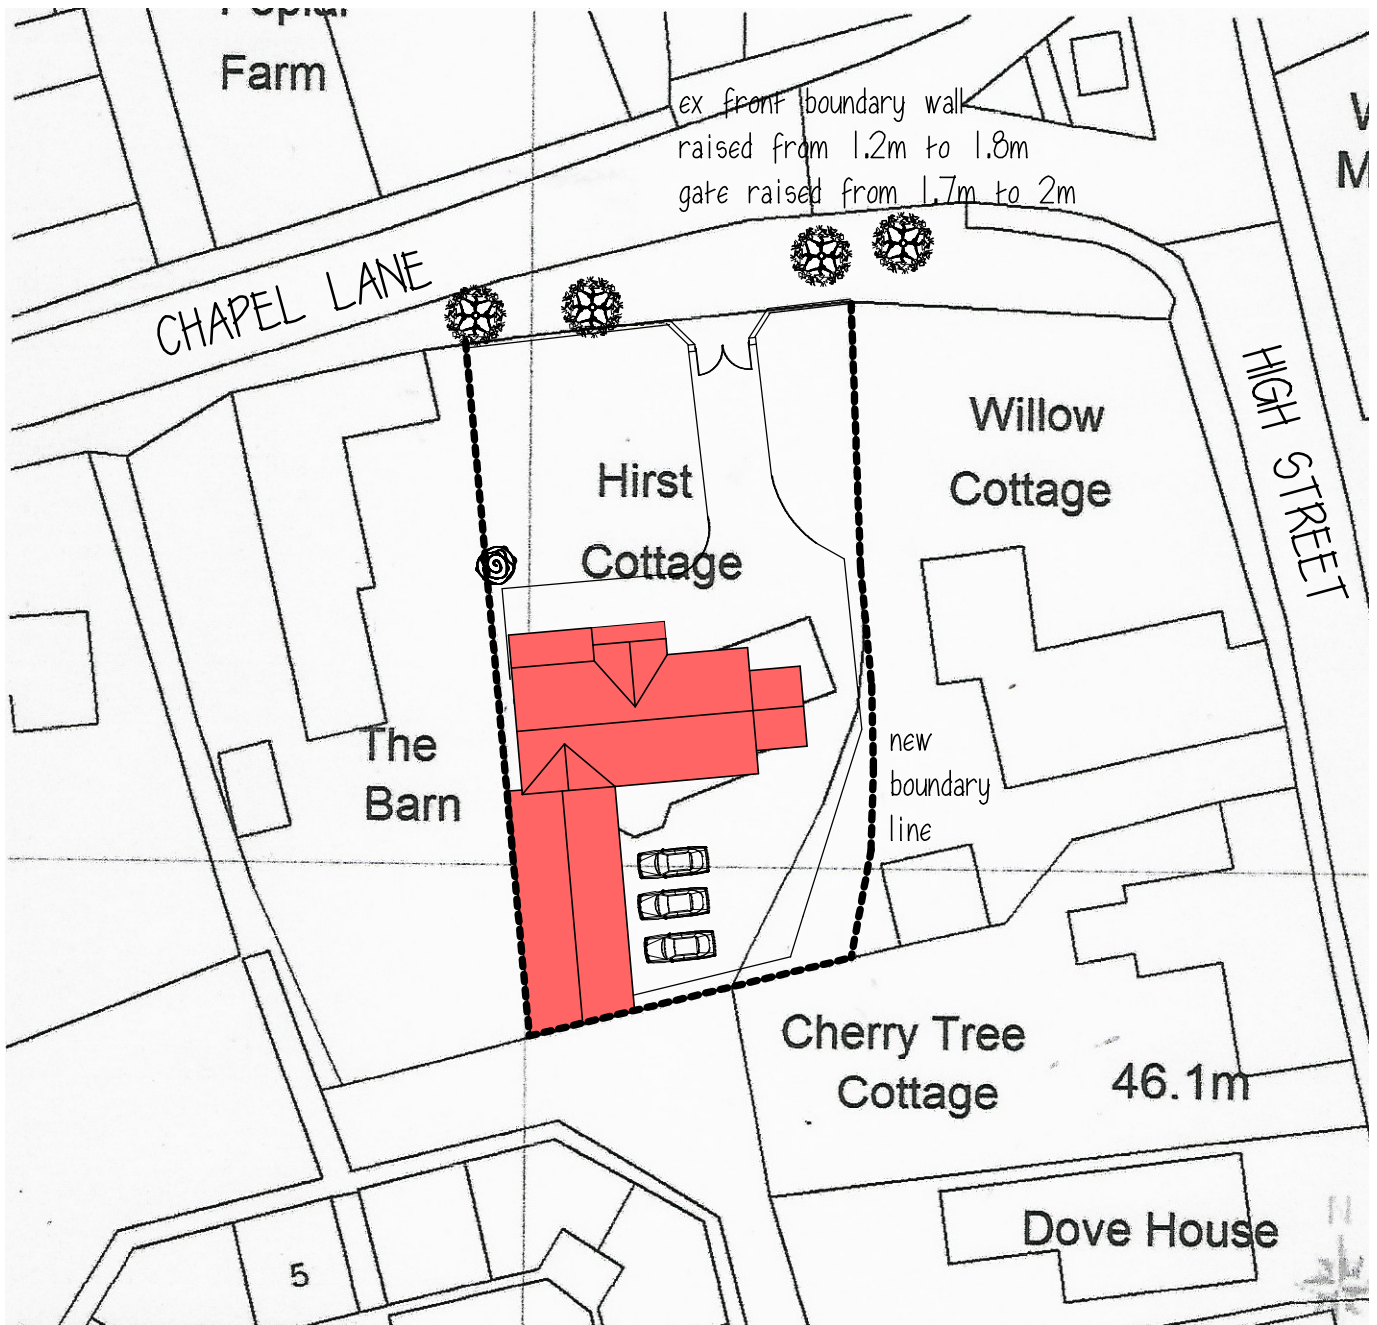 Farm
ex front boundary wall
raised from 1.2m to 1.8m
gate raised from 1.7m to 2m
CHAPEL LANE
HIGH STREET
Willow
Cottage
Hirst
Cottage
The
Barn
new
boundary
line
Cherry Tree
Cottage
46.1m
Dove House
5
N